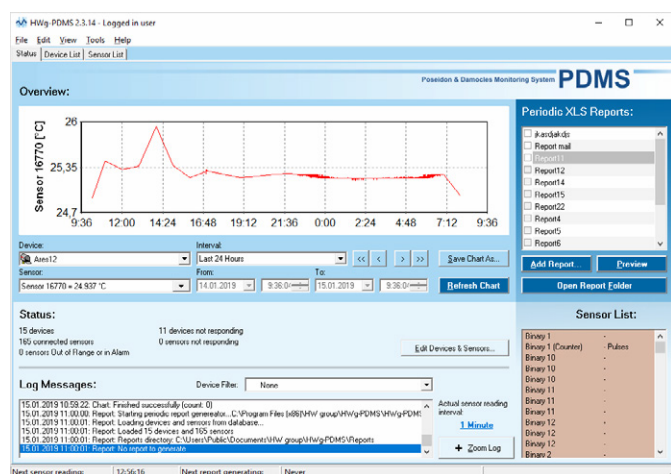 HWg-PDMS 2.3.14 - Logged in user
File Edit View Tools Help
Status Device List Sensor List
Poseidon & Damocles Monitoring System PDMS
Overview:
Sensor 16770 [°C]
26
25,35
24,7
9:36 12:00 14:24 16:48 19:12 21:36 0:00 2:24 4:48 7:12 9:36
Device:
Ares12
Interval:
Last 24 Hours
<< < > >>
Save Chart As...
Sensor:
Sensor 16770 = 24.937 °C
From:
14.01.2019 9:36:0
To:
15.01.2019 9:36:0
Refresh Chart
Periodic XLS Reports:
jkasdjakdjs
Report mail
Report11
Report12
Report14
Report15
Report22
Report4
Report5
Report6
Add Report...
Preview
Open Report Folder
Status:
15 devices
165 connected sensors
0 sensors Out of Range or in Alarm
11 devices not responding
0 sensors not responding
Edit Devices & Sensors...
Sensor List:
Binary 1 -
Binary 1 (Counter) - Pulses
Binary 10 -
Binary 10 -
Binary 10 -
Binary 11 -
Binary 11 -
Binary 12 -
Binary 12 -
Binary 12 -
Binary 2 -
Log Messages:
Device Filter: None
15.01.2019 10:59:22: Chart: Finished successfully (count: 0)
15.01.2019 11:00:00: Report: Starting periodic report genereator...C:\Program Files (x86)\HW group\HWg-PDMS\HWg-PDMS
15.01.2019 11:00:01: Report: Loading devices and sensors from database...
15.01.2019 11:00:01: Report: Loaded 15 devices and 165 sensors
15.01.2019 11:00:01: Report: Reports directory: C:\Users\Public\Documents\HW group\HWg-PDMS\Reports
15.01.2019 11:00:01: Report: No report to generate
Actual sensor reading
interval:
1 Minute
+ Zoom Log
Next sensor reading: 12:56:16 Next report generating: Never